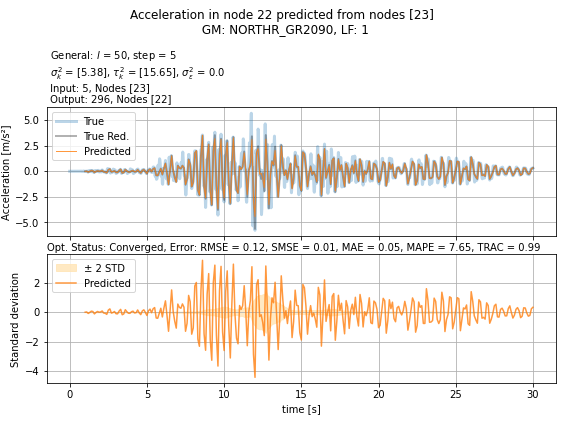 Acceleration in node 22 predicted from nodes [23]
GM: NORTHR_GR2090, LF: 1
General: l = 50, step = 5
σ²ₖ = [5.38], τ²ₖ = [15.65], σ²ε = 0.0
Input: 5, Nodes [23]
Output: 296, Nodes [22]
Acceleration [m/s²]
5.0
2.5
0.0
−2.5
−5.0
True
True Red.
Predicted
Opt. Status: Converged, Error: RMSE = 0.12, SMSE = 0.01, MAE = 0.05, MAPE = 7.65, TRAC = 0.99
Standard deviation
2
0
−2
−4
± 2 STD
Predicted
0 5 10 15 20 25 30
time [s]